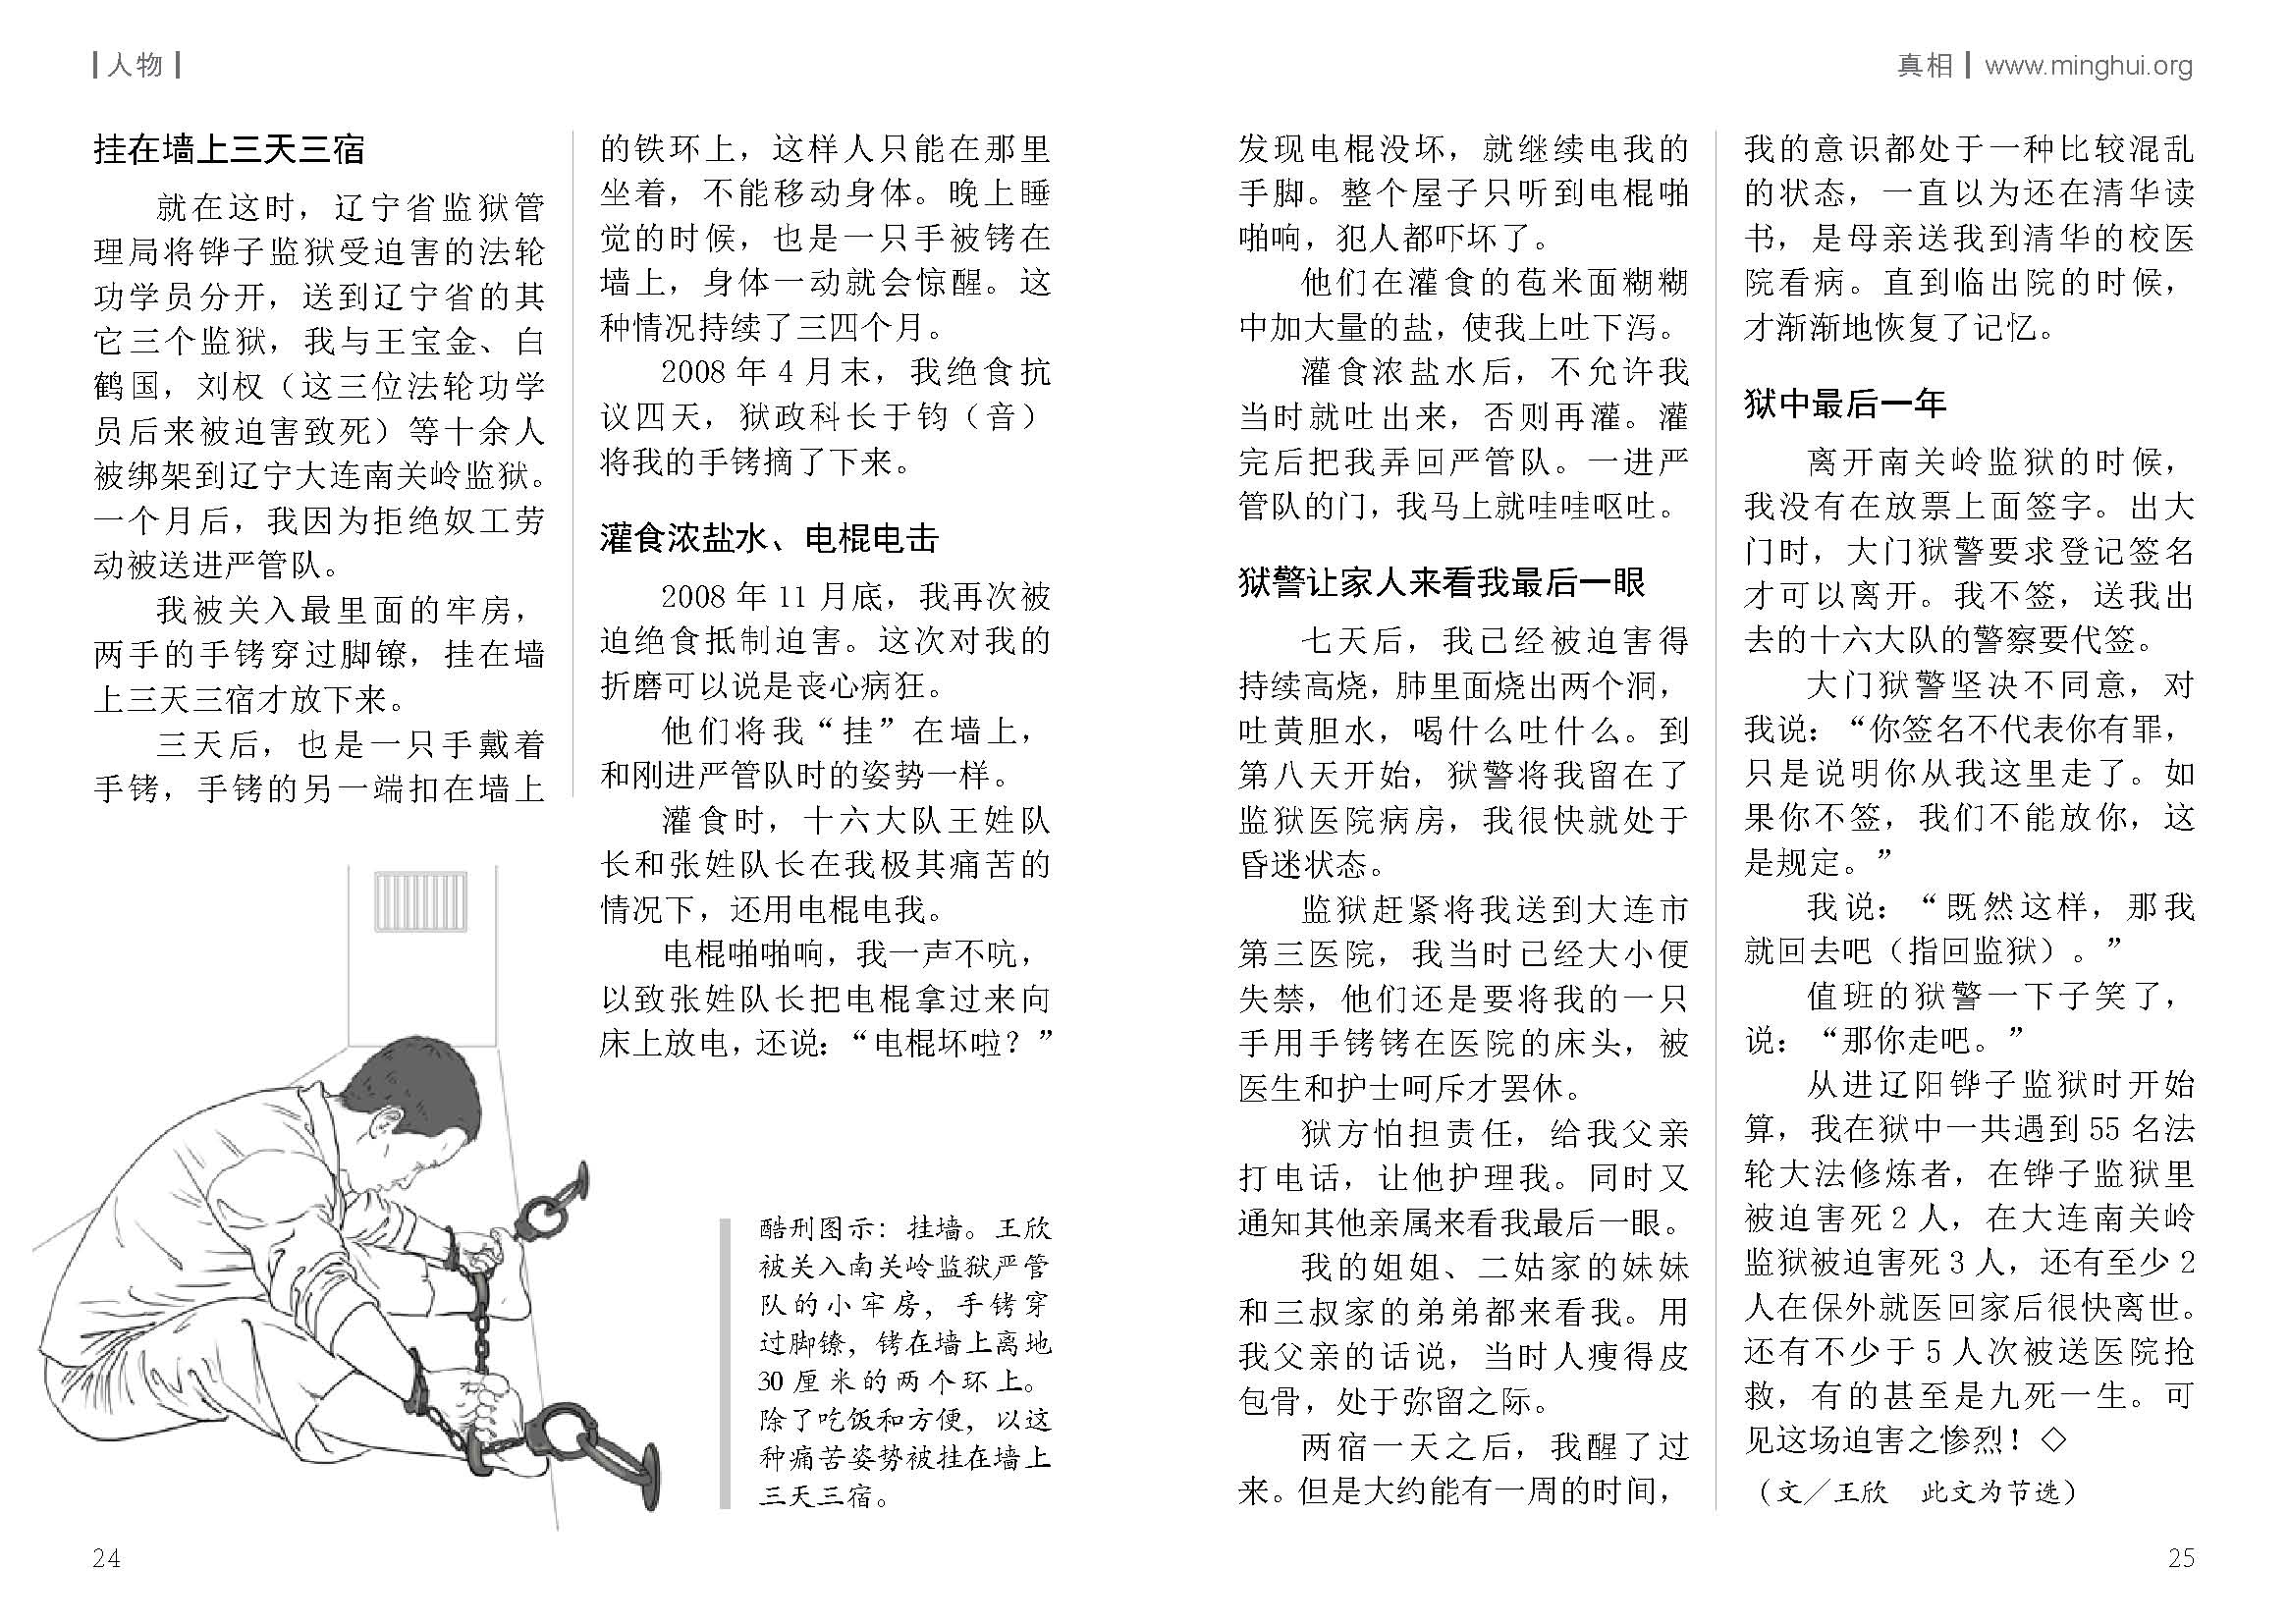 人物
真相 www.minghui.org
挂在墙上三天三宿
就在这时，辽宁省监狱管
理局将铧子监狱受迫害的法轮
功学员分开，送到辽宁省的其
它三个监狱，我与王宝金、白
鹤国，刘权（这三位法轮功学
员后来被迫害致死）等十余人
被绑架到辽宁大连南关岭监狱。
一个月后，我因为拒绝奴工劳
动被送进严管队。
我被关入最里面的牢房，
两手的手铐穿过脚镣，挂在墙
上三天三宿才放下来。
三天后，也是一只手戴着
手铐，手铐的另一端扣在墙上
的铁环上，这样人只能在那里
坐着，不能移动身体。晚上睡
觉的时候，也是一只手被铐在
墙上，身体一动就会惊醒。这
种情况持续了三四个月。
2008 年 4 月末，我绝食抗
议四天，狱政科长于钧（音）
将我的手铐摘了下来。
灌食浓盐水、电棍电击
2008 年 11 月底，我再次被
迫绝食抵制迫害。这次对我的
折磨可以说是丧心病狂。
他们将我“挂”在墙上，
和刚进严管队时的姿势一样。
灌食时，十六大队王姓队
长和张姓队长在我极其痛苦的
情况下，还用电棍电我。
电棍啪啪响，我一声不吭，
以致张姓队长把电棍拿过来向
床上放电，还说：“电棍坏啦？”
酷刑图示：挂墙。王欣
被关入南关岭监狱严管
队的小牢房，手铐穿
过脚镣，铐在墙上离地
30 厘米的两个环上。
除了吃饭和方便，以这
种痛苦姿势被挂在墙上
三天三宿。
24
发现电棍没坏，就继续电我的
手脚。整个屋子只听到电棍啪
啪响，犯人都吓坏了。
他们在灌食的苞米面糊糊
中加大量的盐，使我上吐下泻。
灌食浓盐水后，不允许我
当时就吐出来，否则再灌。灌
完后把我弄回严管队。一进严
管队的门，我马上就哇哇呕吐。
狱警让家人来看我最后一眼
七天后，我已经被迫害得
持续高烧，肺里面烧出两个洞，
吐黄胆水，喝什么吐什么。到
第八天开始，狱警将我留在了
监狱医院病房，我很快就处于
昏迷状态。
监狱赶紧将我送到大连市
第三医院，我当时已经大小便
失禁，他们还是要将我的一只
手用手铐铐在医院的床头，被
医生和护士呵斥才罢休。
狱方怕担责任，给我父亲
打电话，让他护理我。同时又
通知其他亲属来看我最后一眼。
我的姐姐、二姑家的妹妹
和三叔家的弟弟都来看我。用
我父亲的话说，当时人瘦得皮
包骨，处于弥留之际。
两宿一天之后，我醒了过
来。但是大约能有一周的时间，
我的意识都处于一种比较混乱
的状态，一直以为还在清华读
书，是母亲送我到清华的校医
院看病。直到临出院的时候，
才渐渐地恢复了记忆。
狱中最后一年
离开南关岭监狱的时候，
我没有在放票上面签字。出大
门时，大门狱警要求登记签名
才可以离开。我不签，送我出
去的十六大队的警察要代签。
大门狱警坚决不同意，对
我说：“你签名不代表你有罪，
只是说明你从我这里走了。如
果你不签，我们不能放你，这
是规定。”
我说：“既然这样，那我
就回去吧（指回监狱）。”
值班的狱警一下子笑了，
说：“那你走吧。”
从进辽阳铧子监狱时开始
算，我在狱中一共遇到 55 名法
轮大法修炼者，在铧子监狱里
被迫害死 2 人，在大连南关岭
监狱被迫害死 3 人，还有至少 2
人在保外就医回家后很快离世。
还有不少于 5 人次被送医院抢
救，有的甚至是九死一生。可
见这场迫害之惨烈！◇
（文／王欣　此文为节选）
25